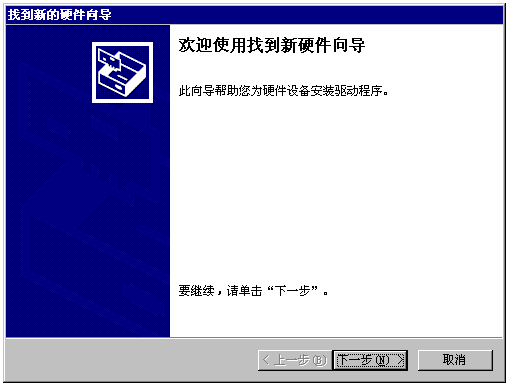 找到新的硬件向导
欢迎使用找到新硬件向导
此向导帮助您为硬件设备安装驱动程序。
要继续，请单击“下一步”。
< 上一步(B) 下一步(N) > 取消